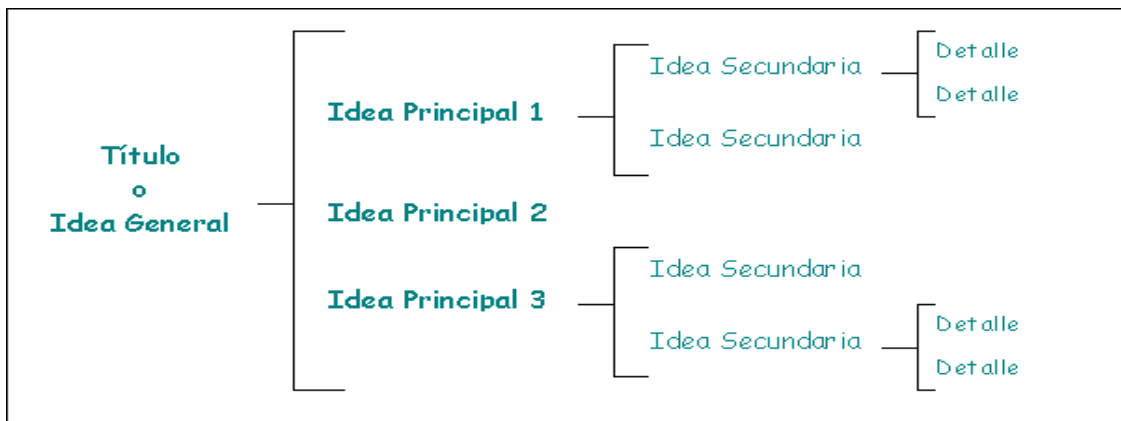 Título
o
Idea General
Idea Principal 1
Idea Secundaria
Detalle
Detalle
Idea Secundaria
Idea Principal 2
Idea Principal 3
Idea Secundaria
Idea Secundaria
Detalle
Detalle